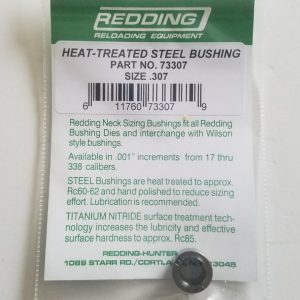 REDDING
RELOADING EQUIPMENT
HEAT-TREATED STEEL BUSHING
PART NO. 73307
SIZE .307
6 11760 73307 9
Redding Neck Sizing Bushings fit all Redding
Bushing Dies and interchange with Wilson
style bushings.
Available in .001" increments from 17 thru
338 calibers.
STEEL Bushings are heat treated to approx.
Rc60-62 and hand polished to reduce sizing
effort. Lubrication is recommended.
TITANIUM NITRIDE surface treatment tech-
nology increases the lubricity and effective
surface hardness to approx. Rc85.
REDDING-HUNTER
1089 STARR RD./CORTLA 13045